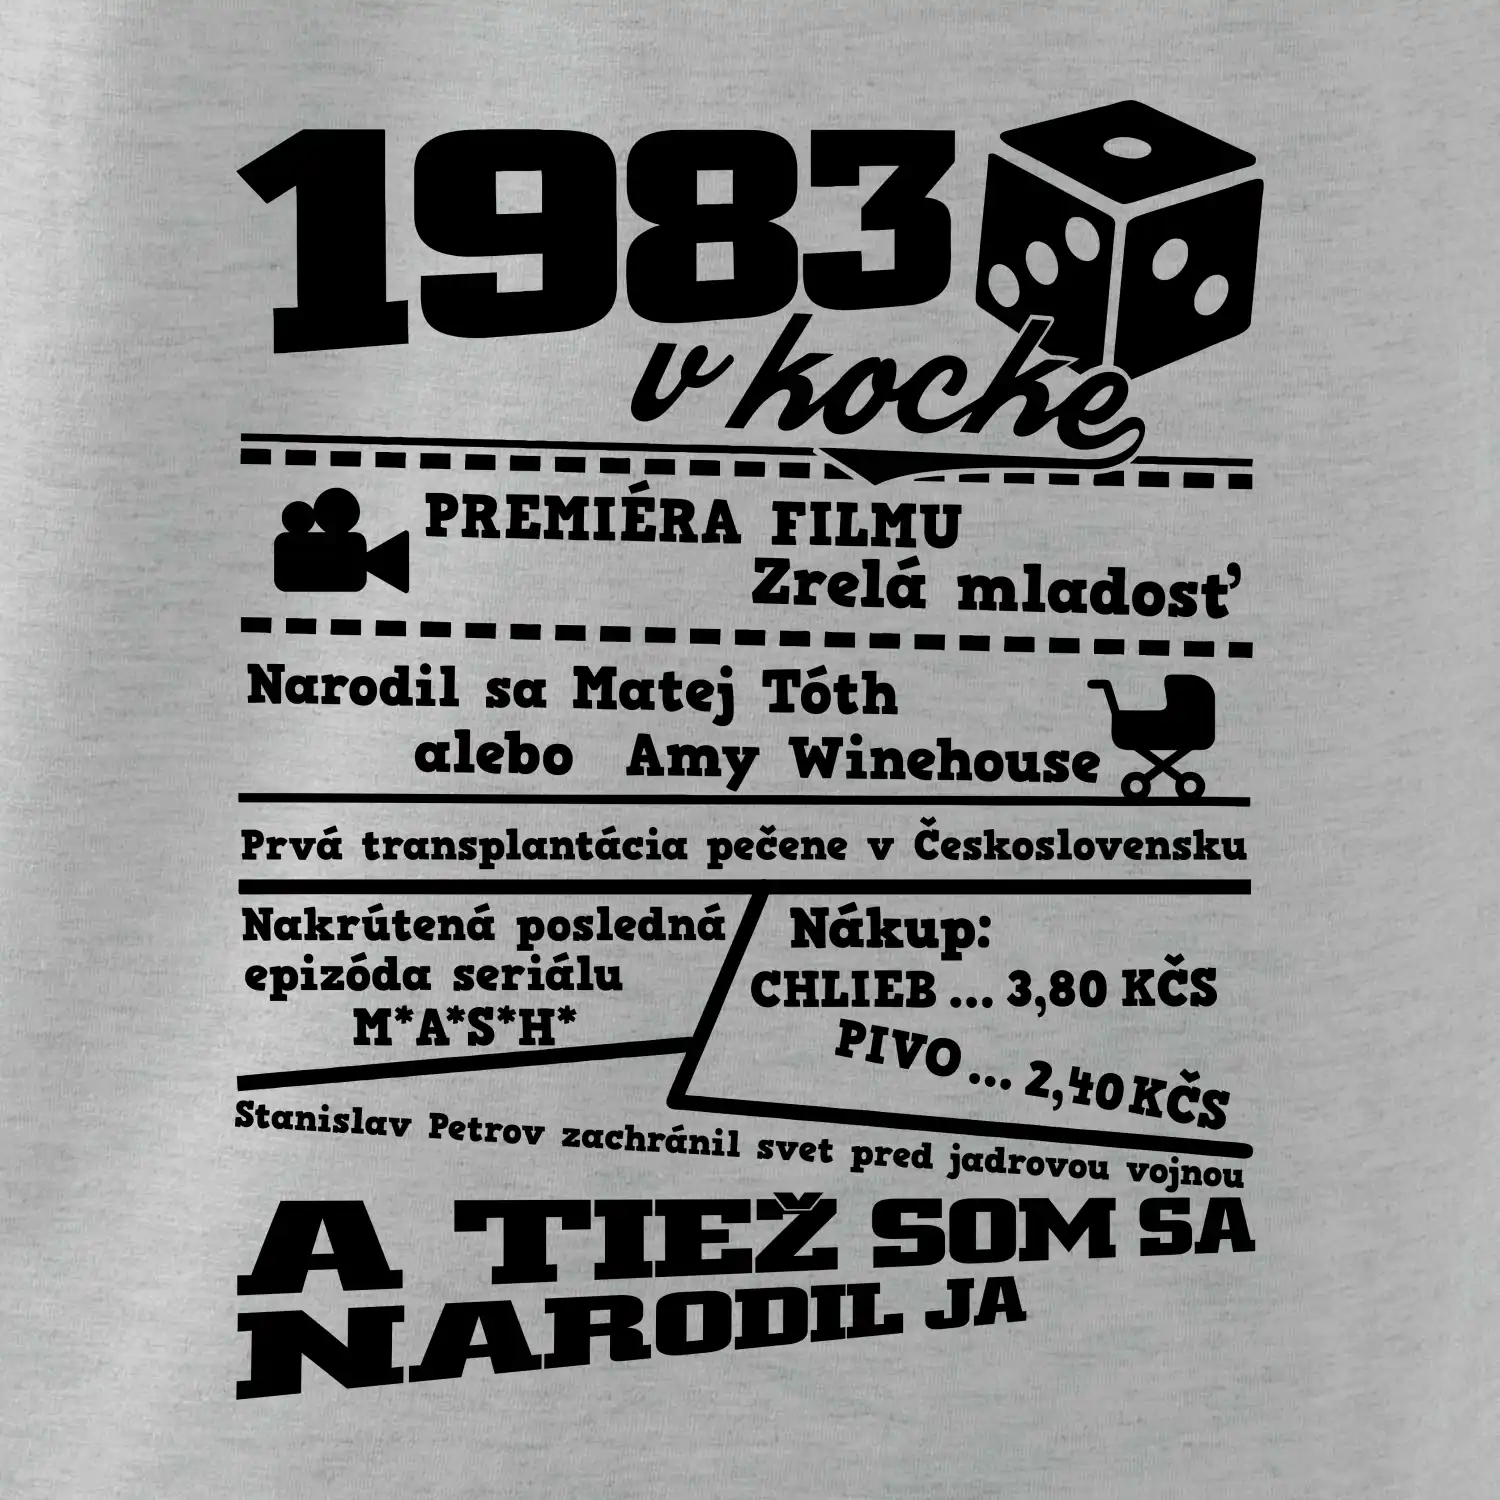 1983
v kocke
PREMIÉRA FILMU
Zrelá mladosť
Narodil sa Matej Tóth
alebo Amy Winehouse
Prvá transplantácia pečene v Československu
Nakrútená posledná
epizóda seriálu
M*A*S*H*
Nákup:
CHLIEB ... 3,80 KČS
PIVO ... 2,40 KČS
Stanislav Petrov zachránil svet pred jadrovou vojnou
A TIEŽ SOM SA
NARODIL JA